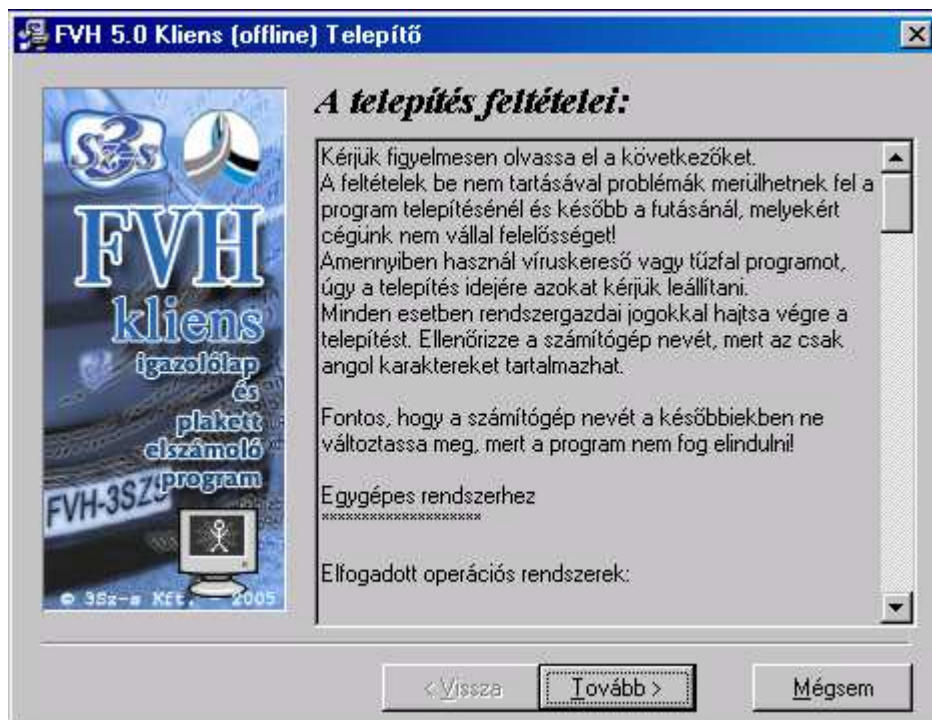 FVH 5.0 Kliens (offline) Telepítő
3
Sz-s
FVH
kliens
igazolólap
és
plakett
elszámoló
program
FVH-3SZS
© 3Sz-s Kft. - 2005
A telepítés feltételei:
Kérjük figyelmesen olvassa el a következőket.
A feltételek be nem tartásával problémák merülhetnek fel a
program telepítésénél és később a futásánál, melyekért
cégünk nem vállal felelősséget!
Amennyiben használ víruskereső vagy tűzfal programot,
úgy a telepítés idejére azokat kérjük leállítani.
Minden esetben rendszergazdai jogokkal hajtsa végre a
telepítést. Ellenőrizze a számítógép nevét, mert az csak
angol karaktereket tartalmazhat.
Fontos, hogy a számítógép nevét a későbbiekben ne
változtassa meg, mert a program nem fog elindulni!
Egygépes rendszerhez
********************
Elfogadott operációs rendszerek:
< Vissza
Tovább >
Mégsem